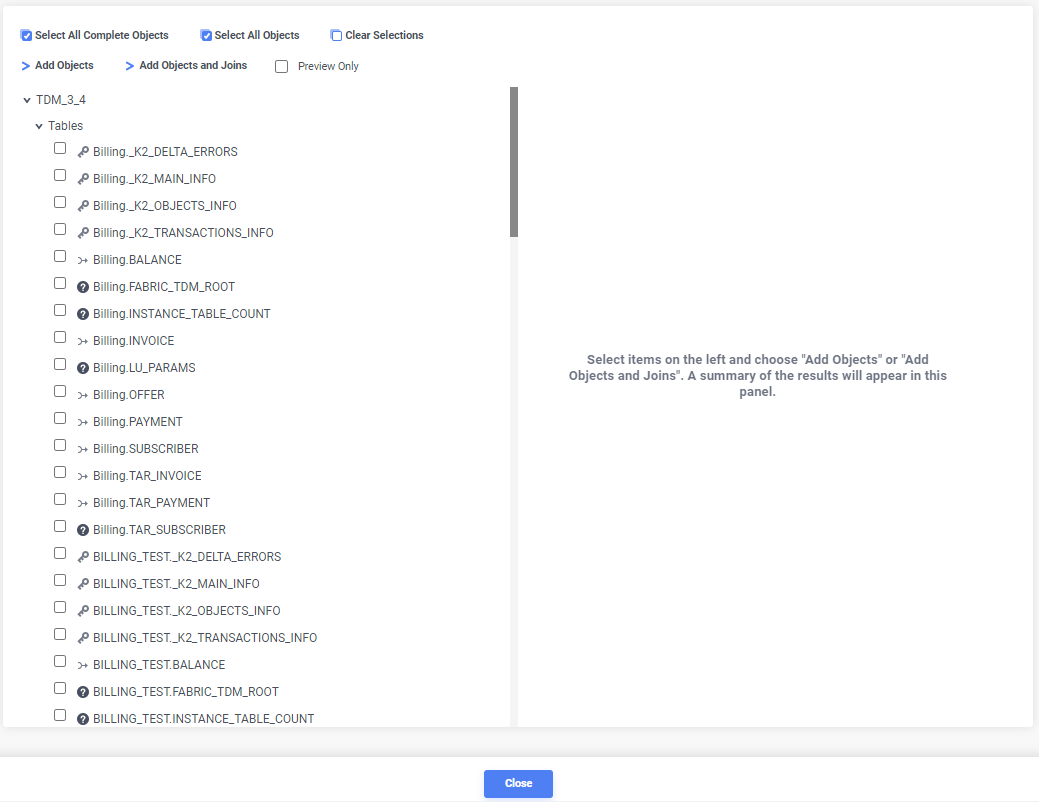 Select All Complete Objects Select All Objects Clear Selections
Add Objects Add Objects and Joins Preview Only
TDM_3_4
Tables
Billing._K2_DELTA_ERRORS
Billing._K2_MAIN_INFO
Billing._K2_OBJECTS_INFO
Billing._K2_TRANSACTIONS_INFO
Billing.BALANCE
Billing.FABRIC_TDM_ROOT
Billing.INSTANCE_TABLE_COUNT
Billing.INVOICE
Billing.LU_PARAMS
Billing.OFFER
Billing.PAYMENT
Billing.SUBSCRIBER
Billing.TAR_INVOICE
Billing.TAR_PAYMENT
Billing.TAR_SUBSCRIBER
BILLING_TEST._K2_DELTA_ERRORS
BILLING_TEST._K2_MAIN_INFO
BILLING_TEST._K2_OBJECTS_INFO
BILLING_TEST._K2_TRANSACTIONS_INFO
BILLING_TEST.BALANCE
BILLING_TEST.FABRIC_TDM_ROOT
BILLING_TEST.INSTANCE_TABLE_COUNT
Select items on the left and choose "Add Objects" or "Add
Objects and Joins". A summary of the results will appear in this
panel.
Close